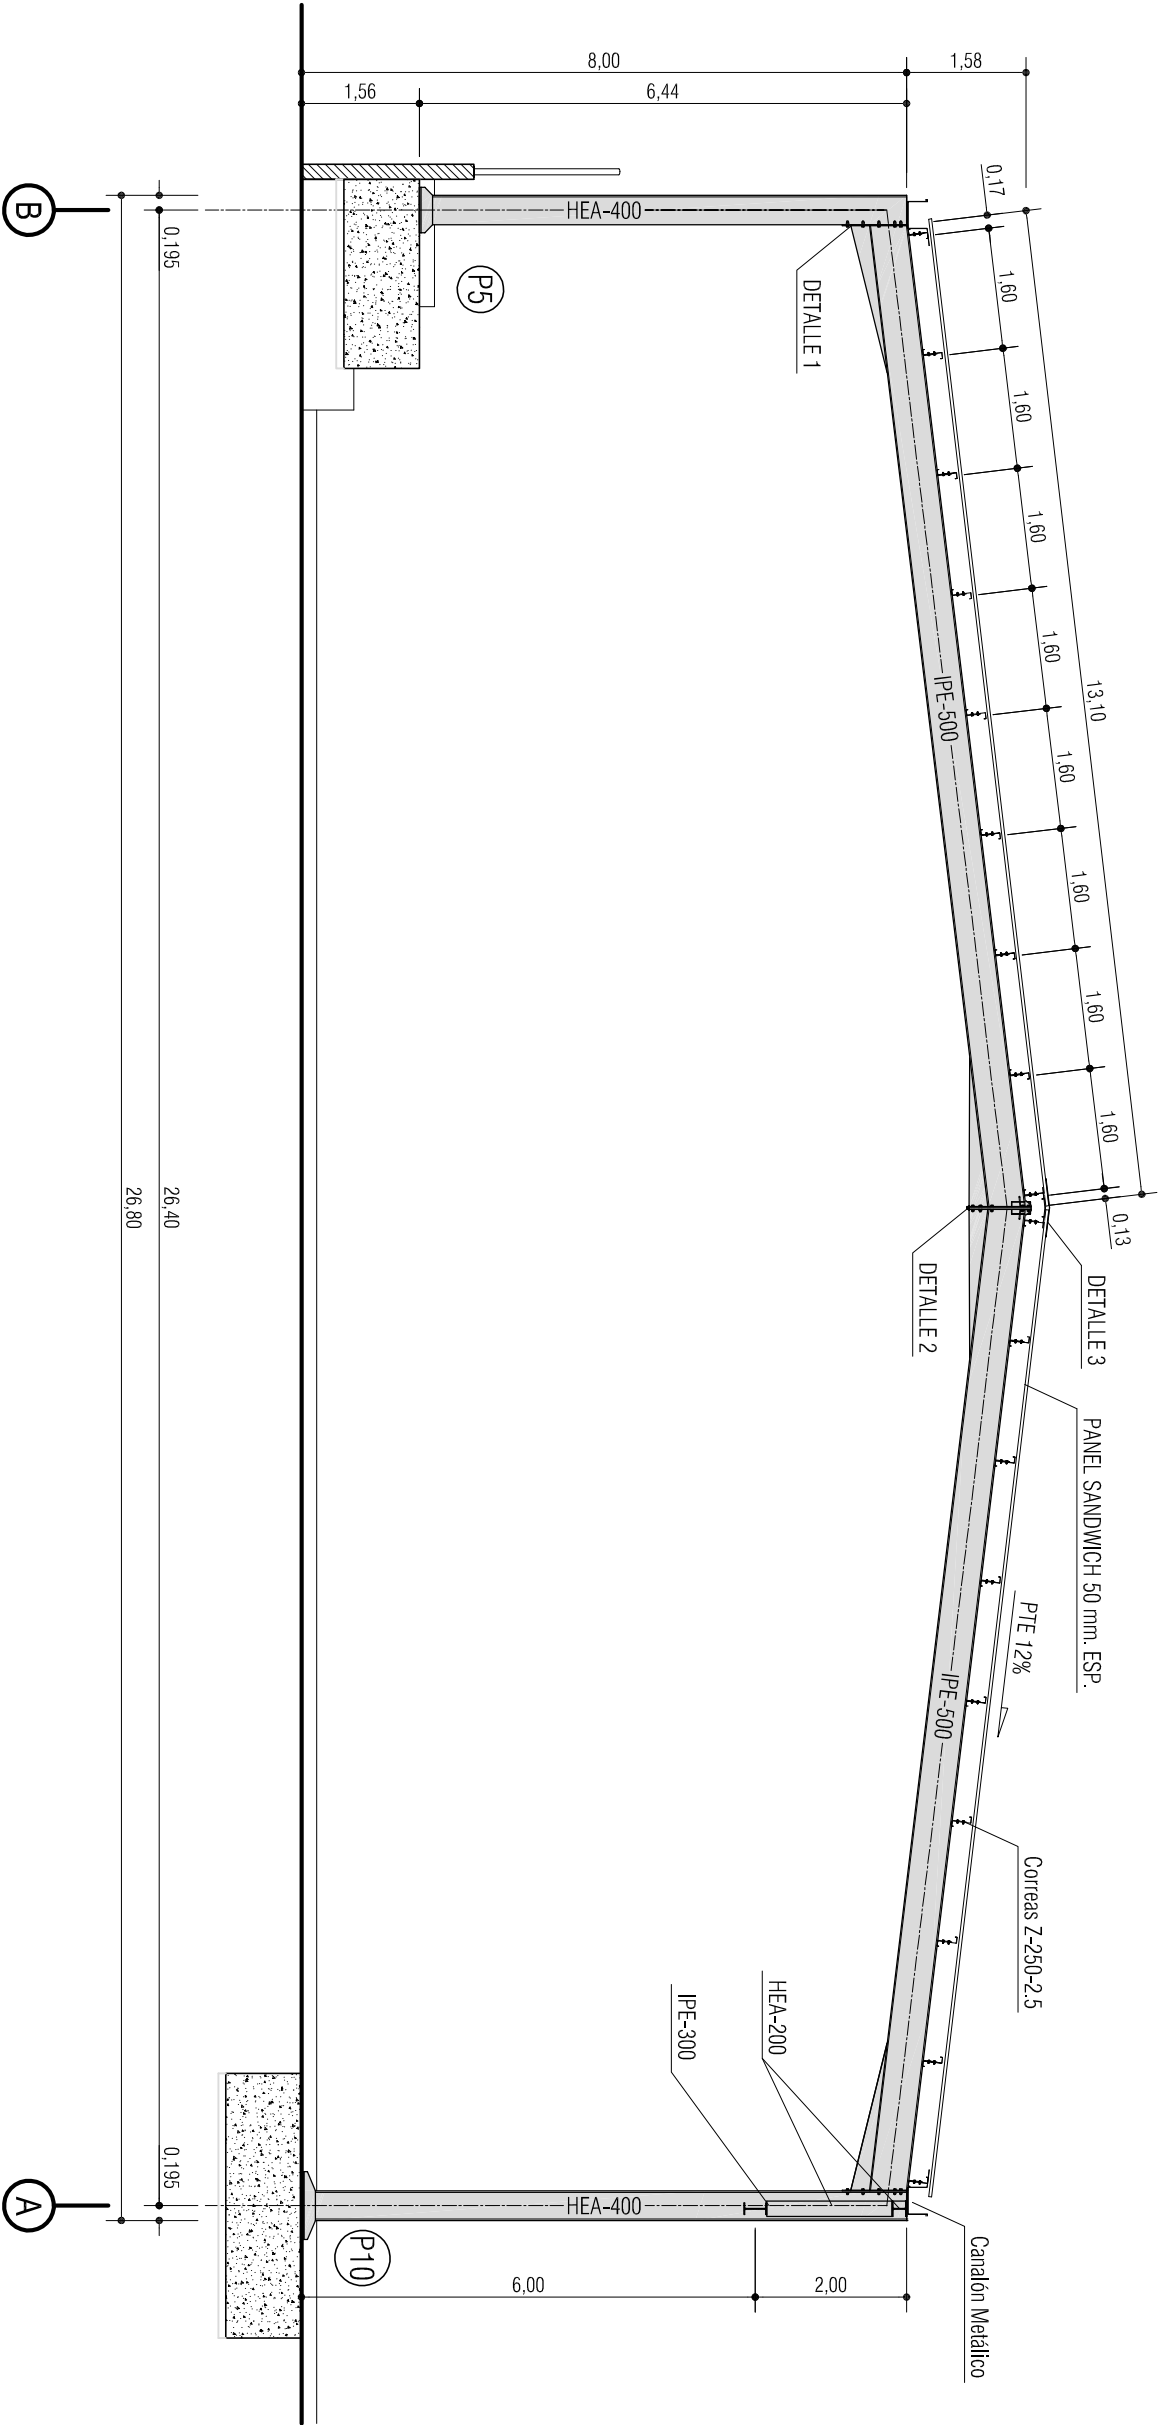 8,00
1,58
1,56
6,44
0,17
B
HEA-400
0,195
P5
DETALLE 1
1,60
1,60
1,60
1,60
1,60
1,60
1,60
1,60
13,10
IPE-500
0,13
26,40
26,80
DETALLE 2
DETALLE 3
PANEL SANDWICH 50 mm. ESP.
PTE 12%
IPE-500
Correas Z-250-2.5
HEA-200
IPE-300
Canalón Metálico
0,195
A
HEA-400
P10
6,00
2,00